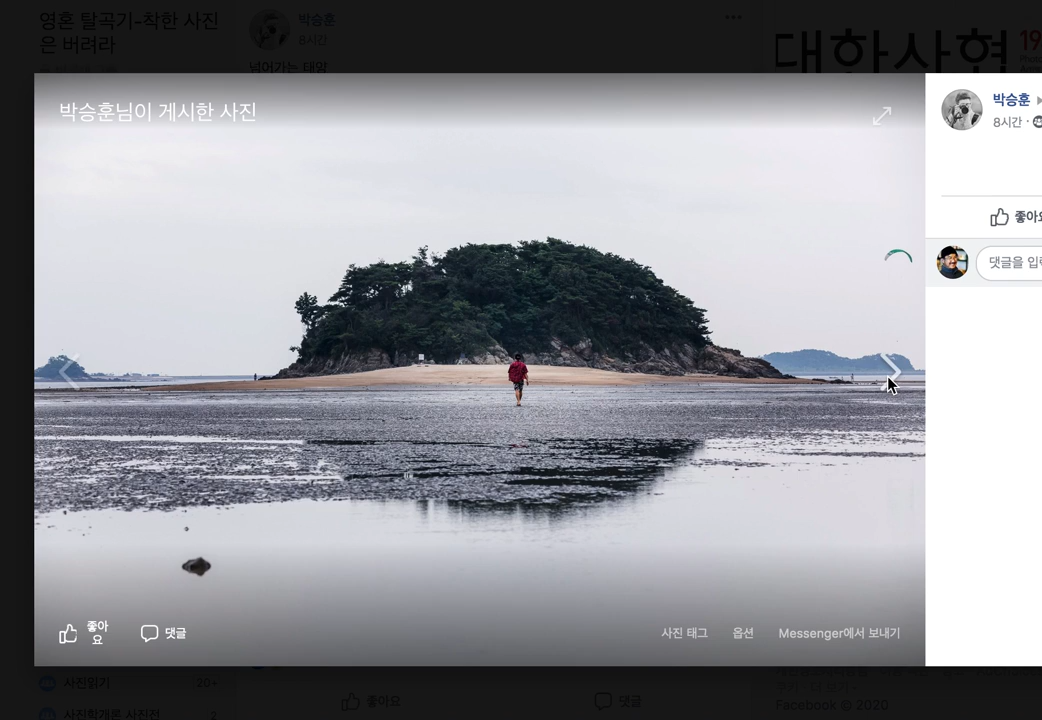 영혼 탈곡기-착한 사진
은 버려라
박승훈
8시간
넘어가는 태양
대한사협
19
박승훈님이 게시한 사진
박승훈
8시간 ·
좋아요
댓글을 입력
좋아
요
댓글
사진 태그
옵션
Messenger에서 보내기
사진읽기
20+
사진학개론 사진전
2
좋아요
댓글
Facebook © 2020